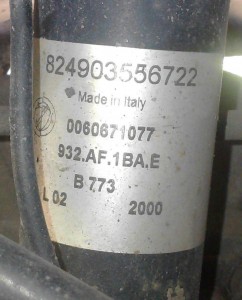 824903556722
Made in Italy
0060671077
932.AF.1BA.E
B 773
L 02 2000